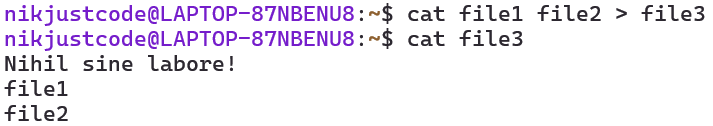 nikjustcode@LAPTOP-87NBENU8:~$ cat file1 file2 > file3
nikjustcode@LAPTOP-87NBENU8:~$ cat file3
Nihil sine labore!
file1
file2